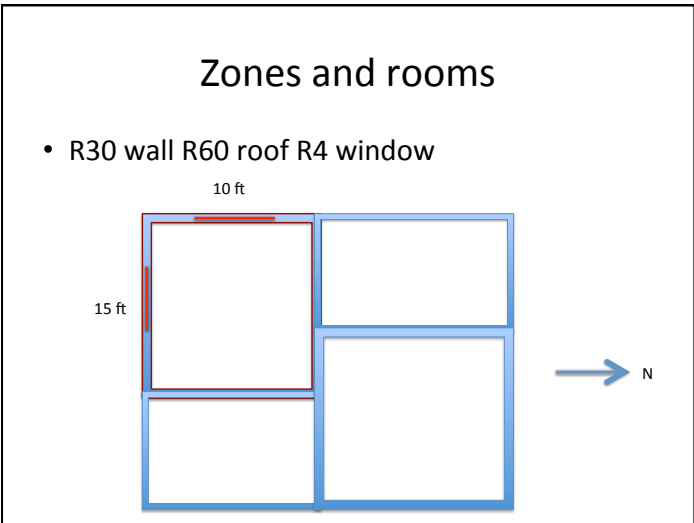 Zones and rooms
• R30 wall R60 roof R4 window
10 ft
15 ft
N